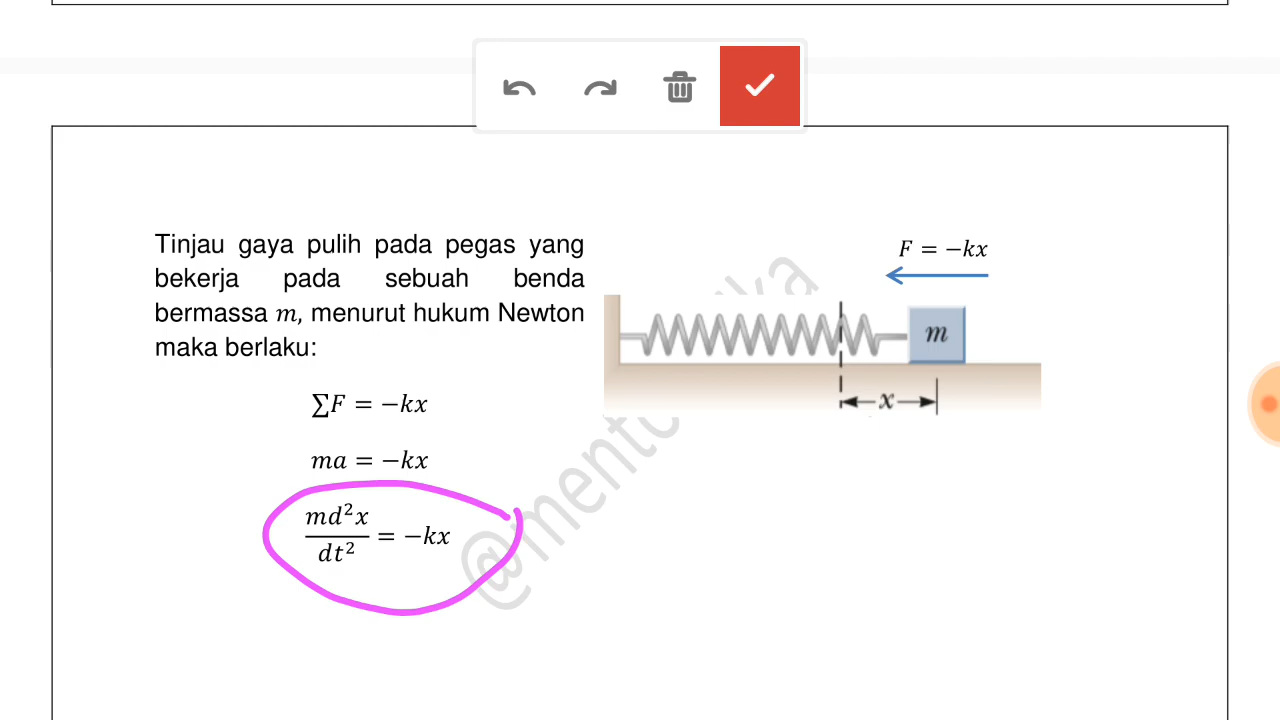 Tinjau gaya pulih pada pegas yang
bekerja pada sebuah benda
bermassa m, menurut hukum Newton
maka berlaku:
∑F = −kx
ma = −kx
md²x
dt² = −kx
F = −kx
m
x
@mento ka